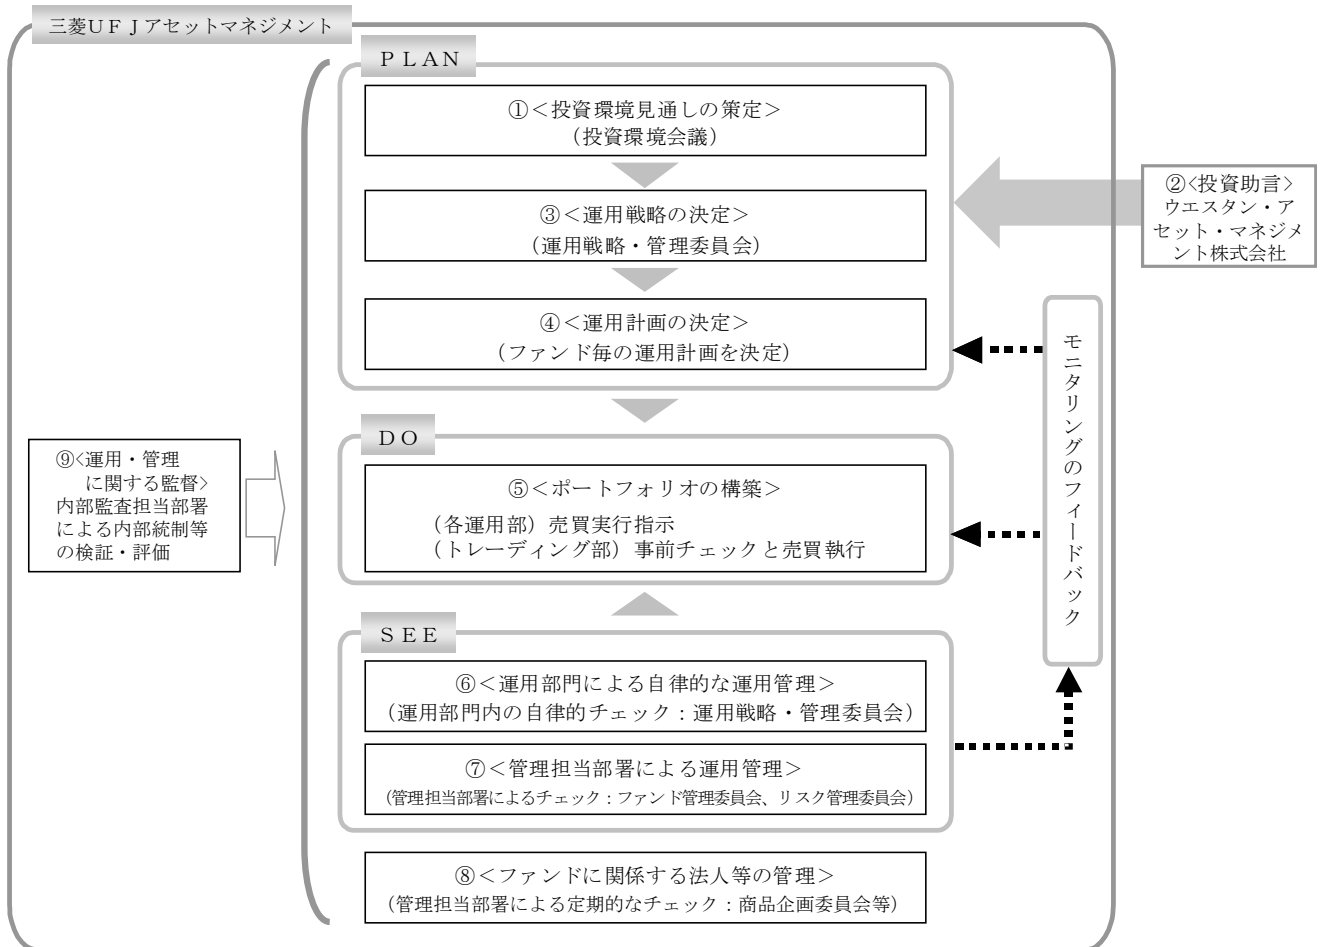 三菱UFJアセットマネジメント
PLAN
①＜投資環境見通しの策定＞
（投資環境会議）
②<投資助言>
ウエスタン・ア
セット・マネジメ
ント株式会社
③＜運用戦略の決定＞
（運用戦略・管理委員会）
④＜運用計画の決定＞
（ファンド毎の運用計画を決定）
モニタリングのフィードバック
DO
⑤＜ポートフォリオの構築＞
（各運用部）売買実行指示
（トレーディング部）事前チェックと売買執行
⑨<運用・管理
に関する監督>
内部監査担当部署
による内部統制等
の検証・評価
SEE
⑥＜運用部門による自律的な運用管理＞
（運用部門内の自律的チェック：運用戦略・管理委員会）
⑦＜管理担当部署による運用管理＞
（管理担当部署によるチェック：ファンド管理委員会、リスク管理委員会）
⑧＜ファンドに関係する法人等の管理＞
（管理担当部署による定期的なチェック：商品企画委員会等）